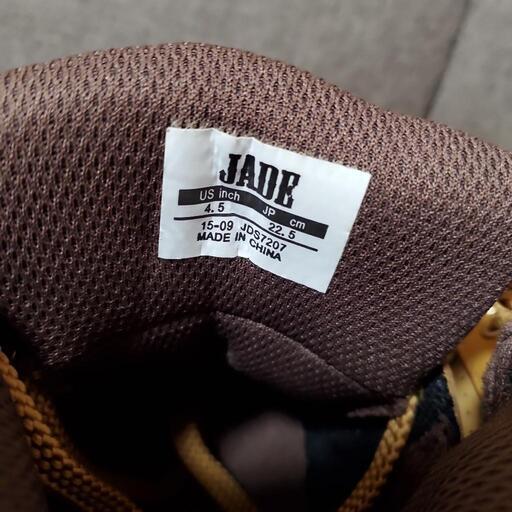 JADE
US inch JP cm
4.5 22.5
15-09 JDS7207
MADE IN CHINA